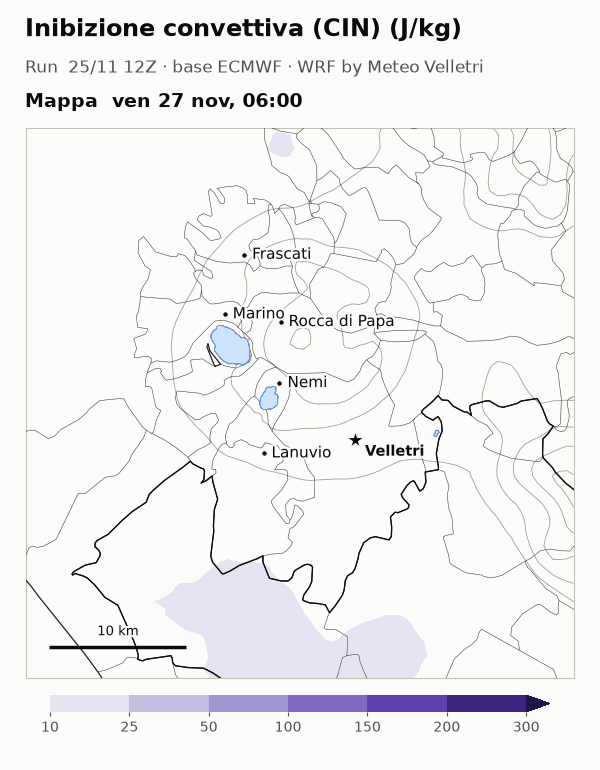 Inibizione convettiva (CIN) (J/kg)
Run  25/11 12Z · base ECMWF · WRF by Meteo Velletri
Mappa  ven 27 nov, 06:00
Frascati
Marino
Rocca di Papa
Nemi
Velletri
Lanuvio
10 km
10 25 50 100 150 200 300